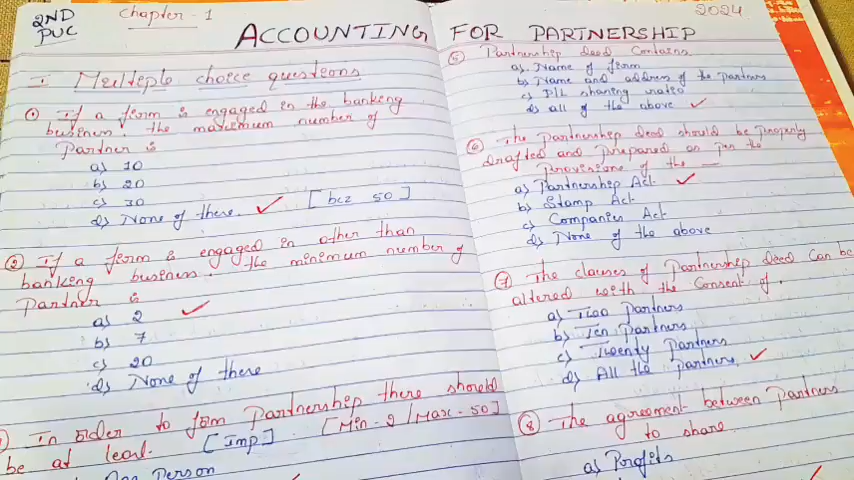 2ND
PUC
Chapter - 1
2024
ACCOUNTING FOR PARTNERSHIP
I Multiple choice questions
① If a firm is engaged in the banking
business. the maximum number of
Partner is
a) 10
b) 20
c) 30
d) None of there. ✓ [bcz 50]
② If a firm is engaged in other than
banking business. the minimum number of
Partner is
a) 2 ✓
b) 7
c) 20
d) None of there
In order to form Partnership there should
be at least. [Imp] [Min-2/Max-50]
Person
⑤ Partnership deed Contains
a) Name of firm
b) Name and address of the partners
c) P/L sharing ratio
d) all of the above ✓
⑥ The Partnership deed should be properly
drafted and prepared as per the
provisions of the —
a) Partnership Act. ✓
b) Stamp Act.
c) Companies Act
d) None of the above
⑦ The clauses of Partnership deed Can be
altered with the Consent of.
a) Two Partners
b) Ten Partners
c) Twenty Partners
d) All the partners. ✓
⑧ The agreement between Partners
to share
a) Profits